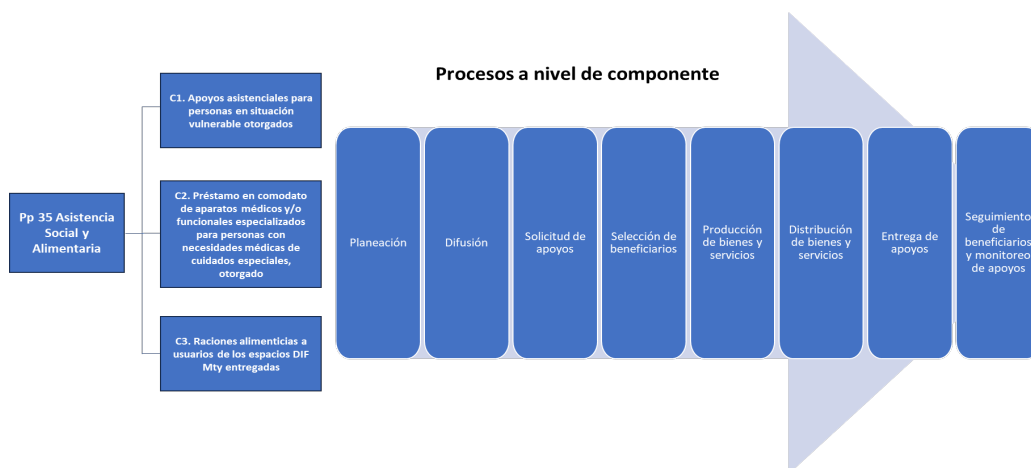 Procesos a nivel de componente
C1. Apoyos asistenciales para
personas en situación
vulnerable otorgados
Pp 35 Asistencia
Social y
Alimentaria
C2. Préstamo en comodato
de aparatos médicos y/o
funcionales especializados
para personas con
necesidades médicas de
cuidados especiales,
otorgado
C3. Raciones alimenticias a
usuarios de los espacios DIF
Mty entregadas
Planeación
Difusión
Solicitud de
apoyos
Selección de
beneficiarios
Producción
de bienes y
servicios
Distribución
de bienes y
servicios
Entrega de
apoyos
Seguimiento
de
beneficiarios
y monitoreo
de apoyos